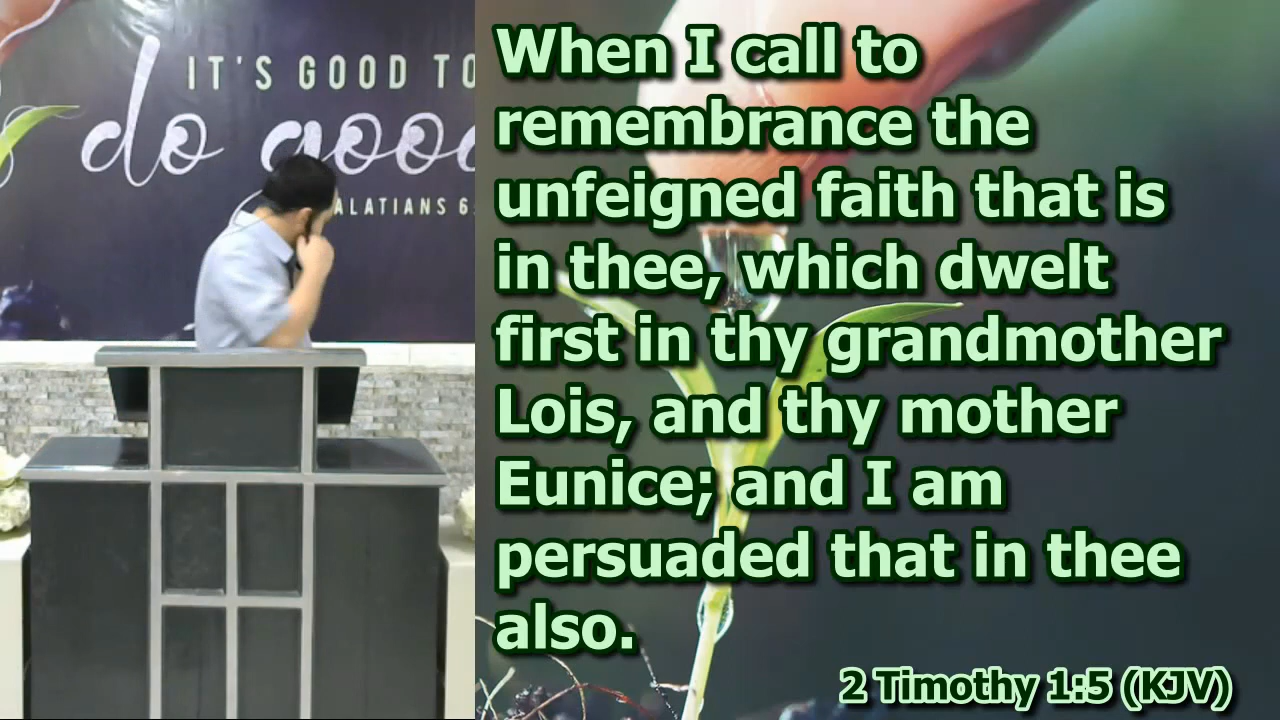 IT'S GOOD TO
do good
ALATIANS 6:
When I call to
remembrance the
unfeigned faith that is
in thee, which dwelt
first in thy grandmother
Lois, and thy mother
Eunice; and I am
persuaded that in thee
also.
2 Timothy 1:5 (KJV)